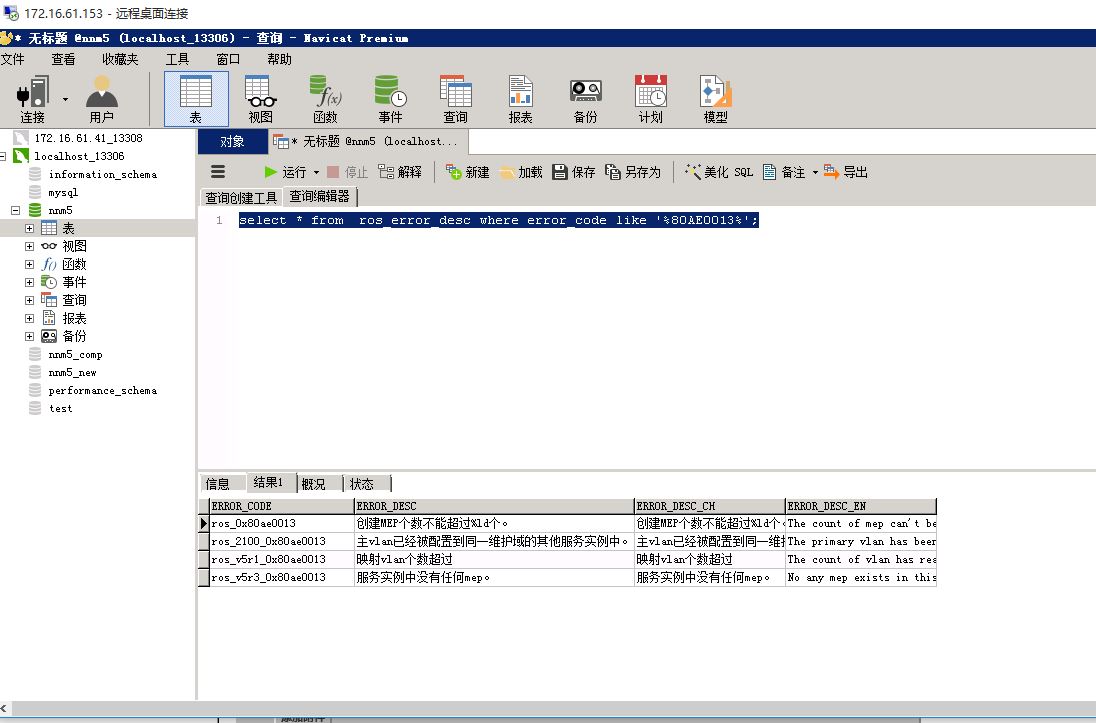 172.16.61.153 - 远程桌面连接
* 无标题 @nnm5 (localhost_13306) - 查询 - Navicat Premium
文件 查看 收藏夹 工具 窗口 帮助
连接 用户 表 视图 函数 事件 查询 报表 备份 计划 模型
172.16.61.41_13308
localhost_13306
information_schema
mysql
nnm5
表
视图
函数
事件
查询
报表
备份
nnm5_comp
nnm5_new
performance_schema
test
对象 * 无标题 @nnm5 (localhost...
运行 停止 解释 新建 加载 保存 另存为 美化 SQL 备注 导出
查询创建工具 查询编辑器
1 select * from  ros_error_desc where error_code like '%80AE0013%';
信息 结果1 概况 状态
ERROR_CODE ERROR_DESC ERROR_DESC_CH ERROR_DESC_EN
ros_0x80ae0013 创建MEP个数不能超过%ld个。 创建MEP个数不能超过%ld个 The count of mep can't be
ros_2100_0x80ae0013 主vlan已经被配置到同一维护域的其他服务实例中。 主vlan已经被配置到同一维 The primary vlan has been
ros_v5r1_0x80ae0013 映射vlan个数超过 映射vlan个数超过 The count of vlan has rea
ros_v5r3_0x80ae0013 服务实例中没有任何mep。 服务实例中没有任何mep。 No any mep exists in this